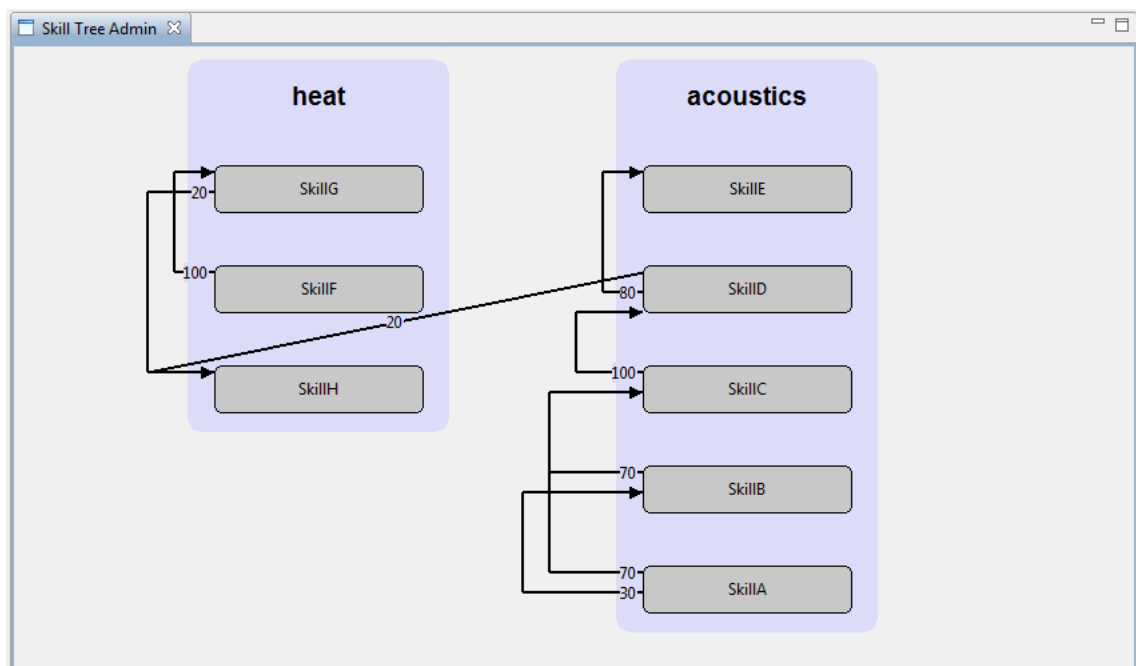 Skill Tree Admin
heat
20
SkillG
100
SkillF
20
SkillH
acoustics
SkillE
80
SkillD
100
SkillC
70
SkillB
70
30
SkillA